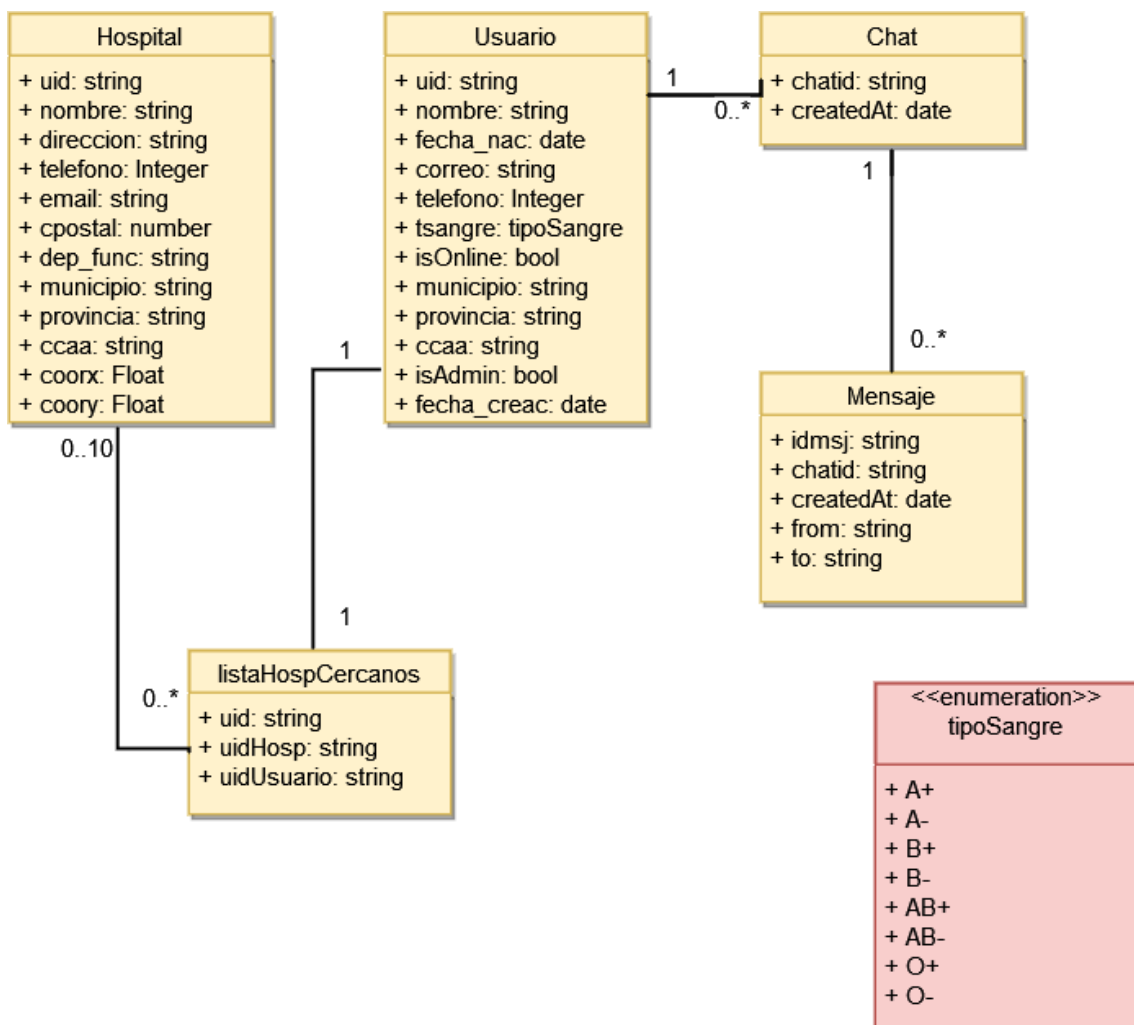 Hospital
+ uid: string
+ nombre: string
+ direccion: string
+ telefono: Integer
+ email: string
+ cpostal: number
+ dep_func: string
+ municipio: string
+ provincia: string
+ ccaa: string
+ coorx: Float
+ coory: Float
Usuario
+ uid: string
+ nombre: string
+ fecha_nac: date
+ correo: string
+ telefono: Integer
+ tsangre: tipoSangre
+ isOnline: bool
+ municipio: string
+ provincia: string
+ ccaa: string
+ isAdmin: bool
+ fecha_creac: date
1
0..*
Chat
+ chatid: string
+ createdAt: date
1
0..*
Mensaje
+ idmsj: string
+ chatid: string
+ createdAt: date
+ from: string
+ to: string
1
1
0..10
0..*
listaHospCercanos
+ uid: string
+ uidHosp: string
+ uidUsuario: string
<<enumeration>>
tipoSangre
+ A+
+ A-
+ B+
+ B-
+ AB+
+ AB-
+ O+
+ O-